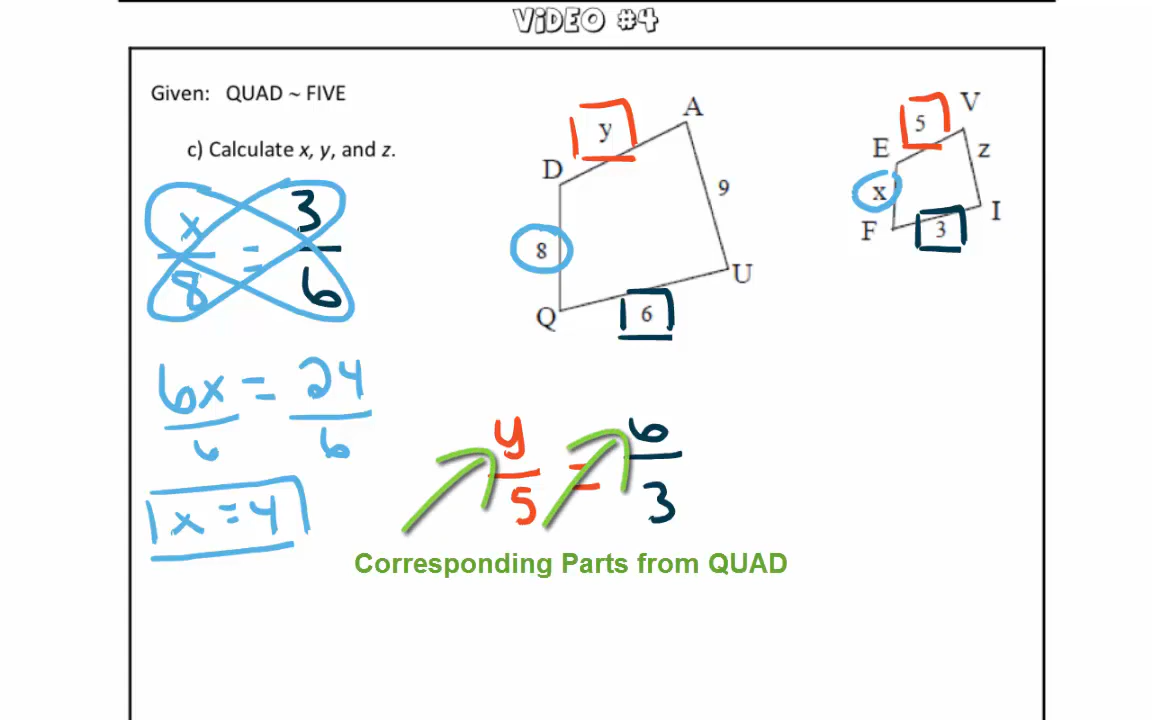 ViDEO #4
Given: QUAD ~ FIVE
c) Calculate x, y, and z.
x/8 = 3/6
6x/6 = 24/6
x = 4
y
A
D
9
8
U
Q
6
V
5
E
z
x
I
F
3
y/5 = 6/3
Corresponding Parts from QUAD